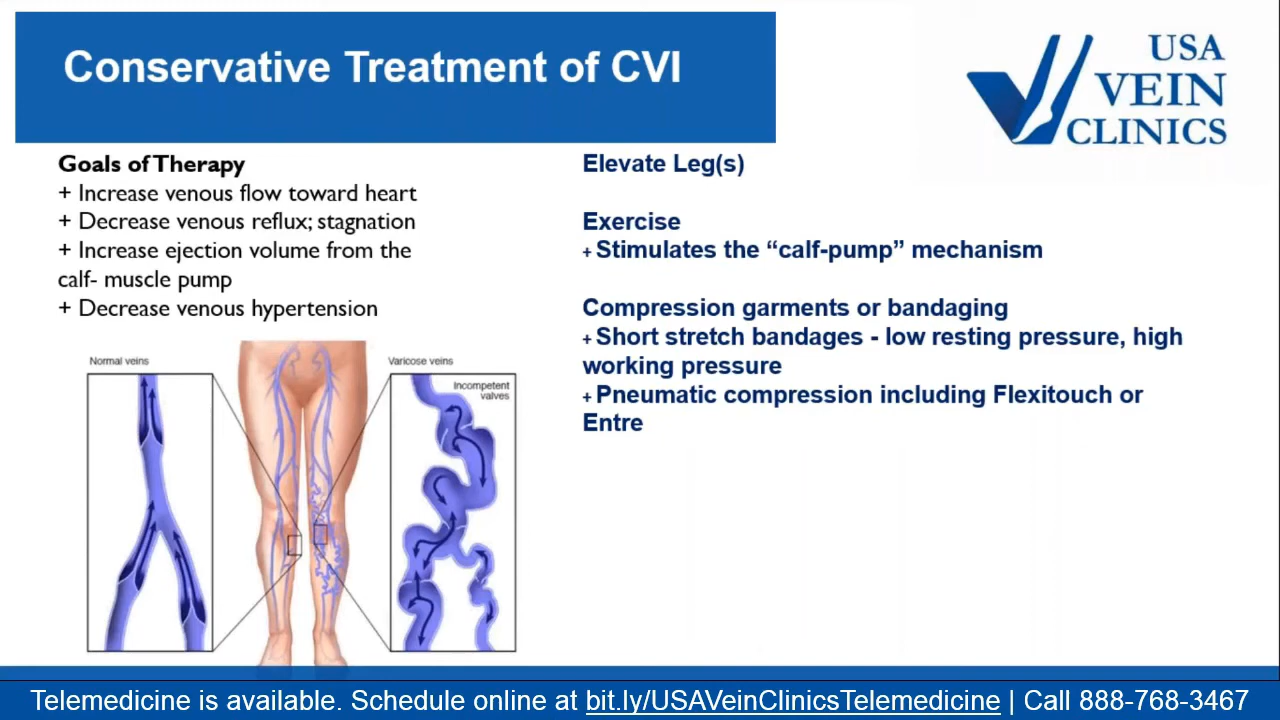 Conservative Treatment of CVI
USA
VEIN
CLINICS
Goals of Therapy
+ Increase venous flow toward heart
+ Decrease venous reflux; stagnation
+ Increase ejection volume from the
calf- muscle pump
+ Decrease venous hypertension
Normal veins
Varicose veins
Incompetent
valves
Elevate Leg(s)
Exercise
+ Stimulates the “calf-pump” mechanism
Compression garments or bandaging
+ Short stretch bandages - low resting pressure, high
working pressure
+ Pneumatic compression including Flexitouch or
Entre
Telemedicine is available. Schedule online at bit.ly/USAVeinClinicsTelemedicine | Call 888-768-3467